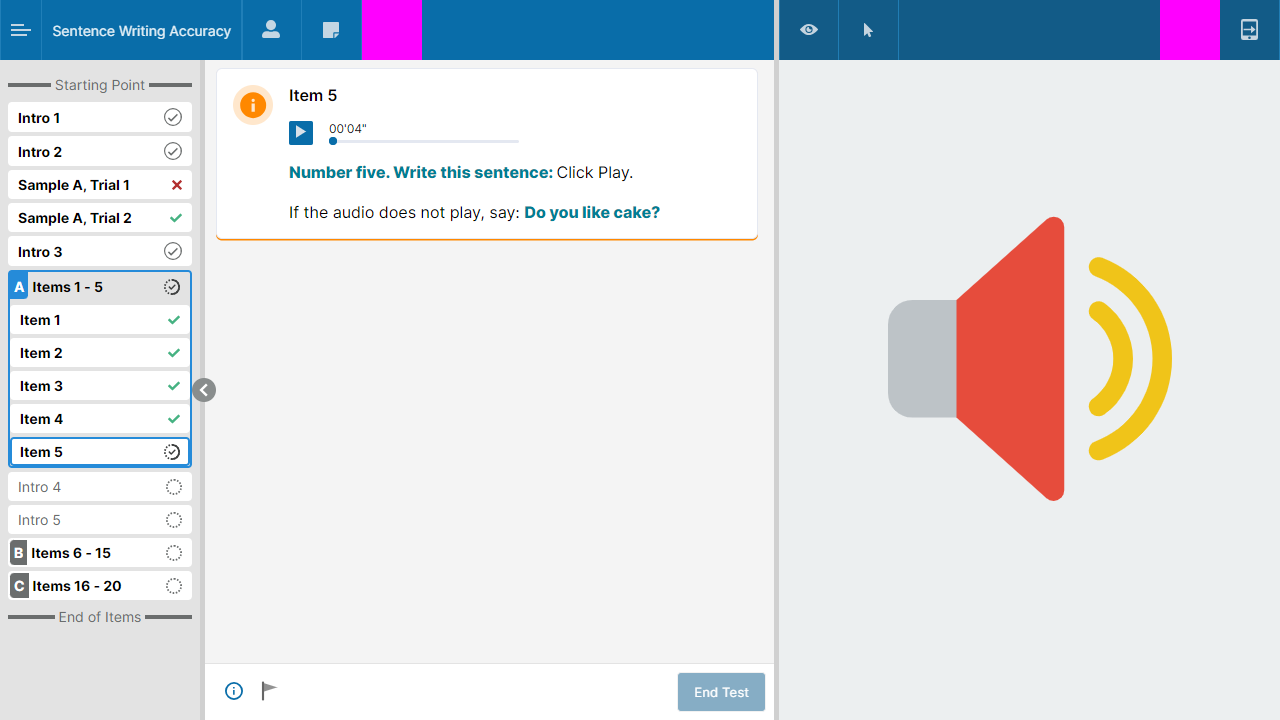 Sentence Writing Accuracy
Starting Point
Intro 1
Intro 2
Sample A, Trial 1
Sample A, Trial 2
Intro 3
A Items 1 - 5
Item 1
Item 2
Item 3
Item 4
Item 5
Intro 4
Intro 5
B Items 6 - 15
C Items 16 - 20
End of Items
Item 5
00'04"
Number five. Write this sentence: Click Play.
If the audio does not play, say: Do you like cake?
End Test